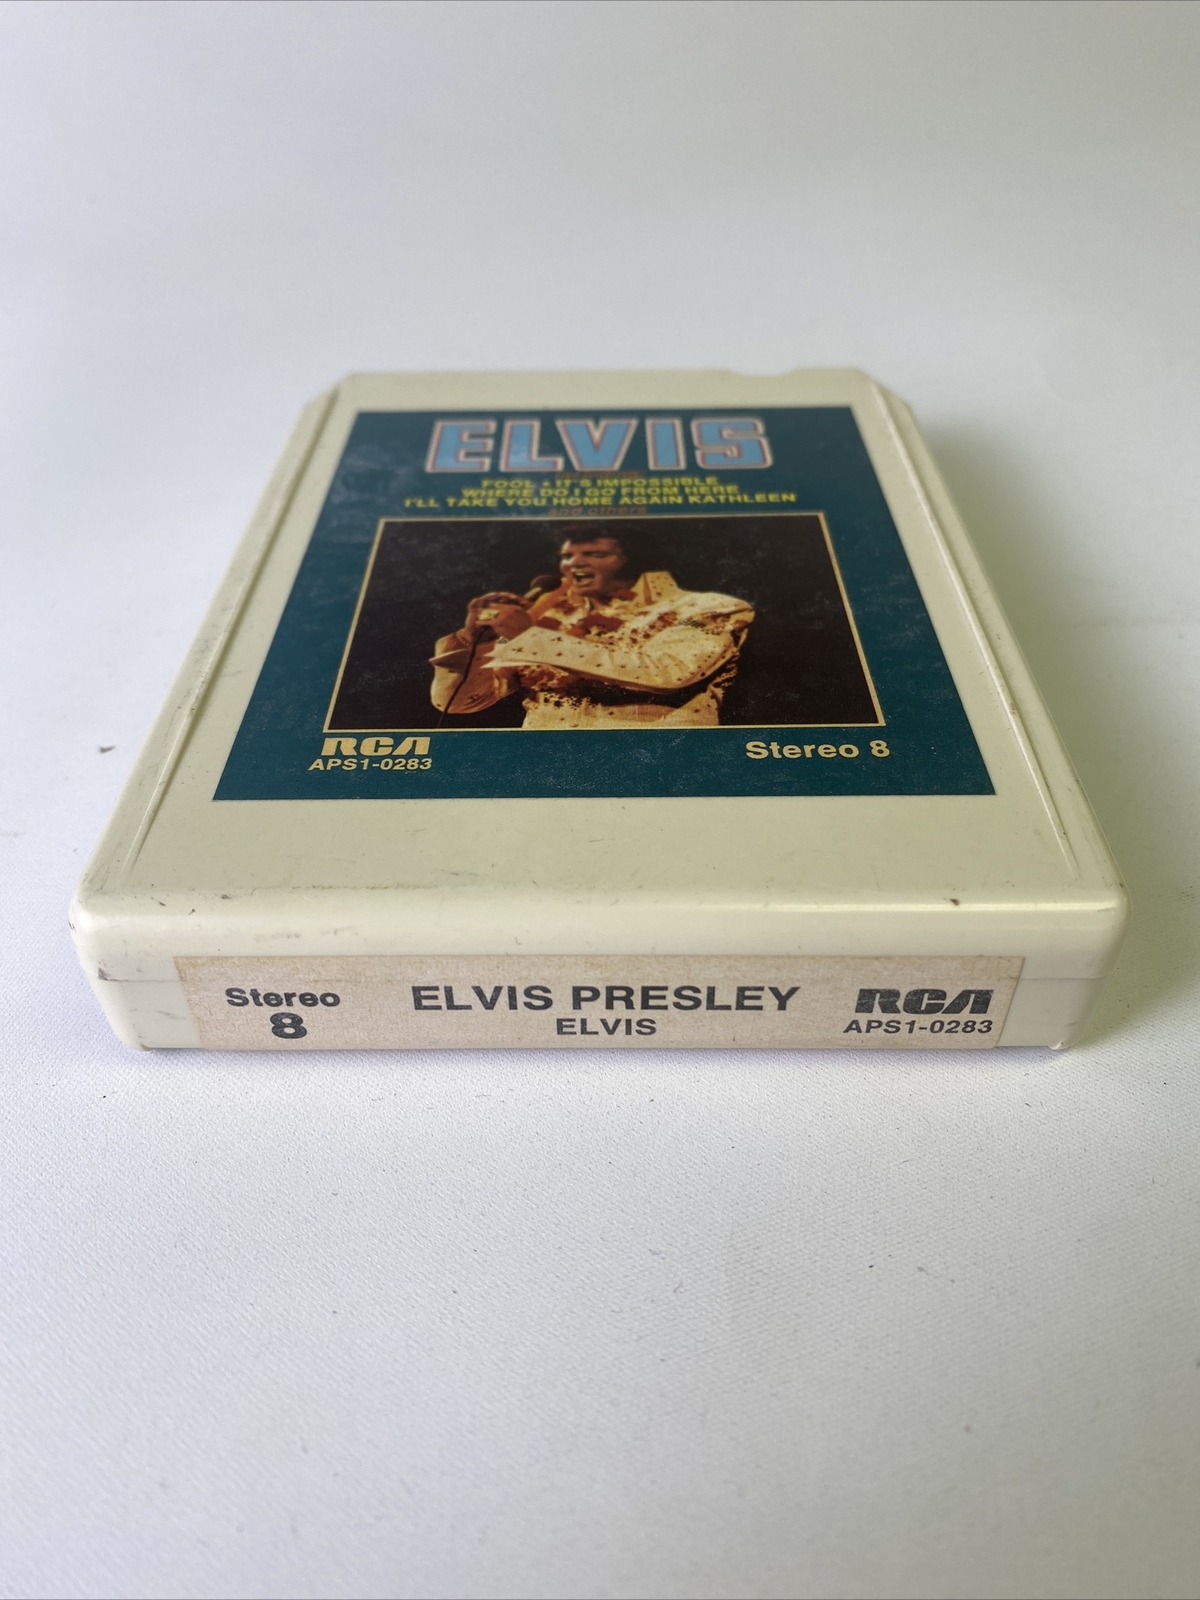 ELVIS
FOOL • IT'S IMPOSSIBLE
WHERE DO I GO FROM HERE
I'LL TAKE YOU HOME AGAIN KATHLEEN
and others
RCA
APS1-0283
Stereo 8
Stereo
8
ELVIS PRESLEY
ELVIS
RCA
APS1-0283